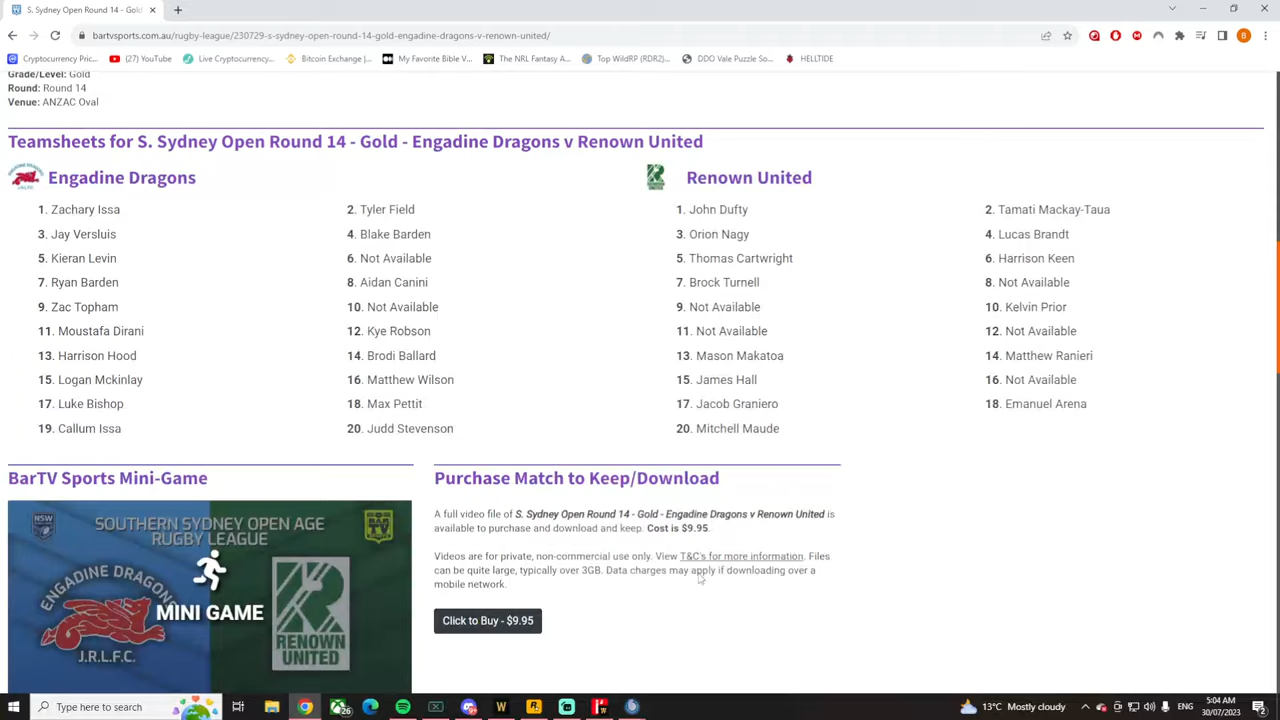 S. Sydney Open Round 14 - Gold
bartvsports.com.au/rugby-league/230729-s-sydney-open-round-14-gold-engadine-dragons-v-renown-united/
Cryptocurrency Pric...
(27) YouTube
Live Cryptocurrency...
Bitcoin Exchange |...
My Favorite Bible V...
The NRL Fantasy A...
Top WildRP (RDR2)...
DDO Vale Puzzle So...
HELLTIDE
Grade/Level: Gold
Round: Round 14
Venue: ANZAC Oval
Teamsheets for S. Sydney Open Round 14 - Gold - Engadine Dragons v Renown United
Engadine Dragons
1. Zachary Issa
2. Tyler Field
3. Jay Versluis
4. Blake Barden
5. Kieran Levin
6. Not Available
7. Ryan Barden
8. Aidan Canini
9. Zac Topham
10. Not Available
11. Moustafa Dirani
12. Kye Robson
13. Harrison Hood
14. Brodi Ballard
15. Logan Mckinlay
16. Matthew Wilson
17. Luke Bishop
18. Max Pettit
19. Callum Issa
20. Judd Stevenson
Renown United
1. John Dufty
2. Tamati Mackay-Taua
3. Orion Nagy
4. Lucas Brandt
5. Thomas Cartwright
6. Harrison Keen
7. Brock Turnell
8. Not Available
9. Not Available
10. Kelvin Prior
11. Not Available
12. Not Available
13. Mason Makatoa
14. Matthew Ranieri
15. James Hall
16. Not Available
17. Jacob Graniero
18. Emanuel Arena
20. Mitchell Maude
BarTV Sports Mini-Game
NSW
SOUTHERN SYDNEY OPEN AGE
RUGBY LEAGUE
BAR
TV
ENGADINE DRAGONS
J.R.L.F.C.
MINI GAME
RENOWN
UNITED
Purchase Match to Keep/Download
A full video file of S. Sydney Open Round 14 - Gold - Engadine Dragons v Renown United is
available to purchase and download and keep. Cost is $9.95.
Videos are for private, non-commercial use only. View T&C's for more information. Files
can be quite large, typically over 3GB. Data charges may apply if downloading over a
mobile network.
Click to Buy - $9.95
Type here to search
26
13°C Mostly cloudy
ENG
5:04 AM
30/07/2023
2